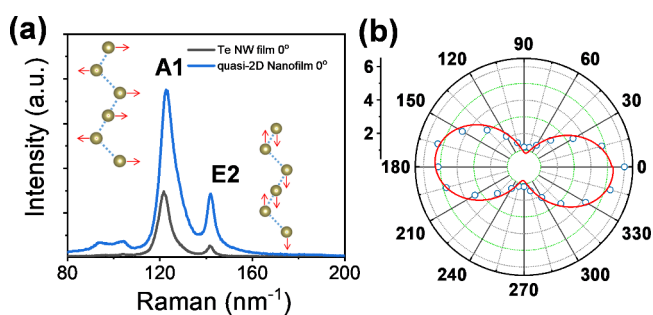 (a)
Te NW film 0°
quasi-2D Nanofilm 0°
A1
E2
Intensity (a.u.)
80 120 160 200
Raman (nm⁻¹)
(b)
90
120 60
6
150 30
4
2
180 0
210 330
240 300
270